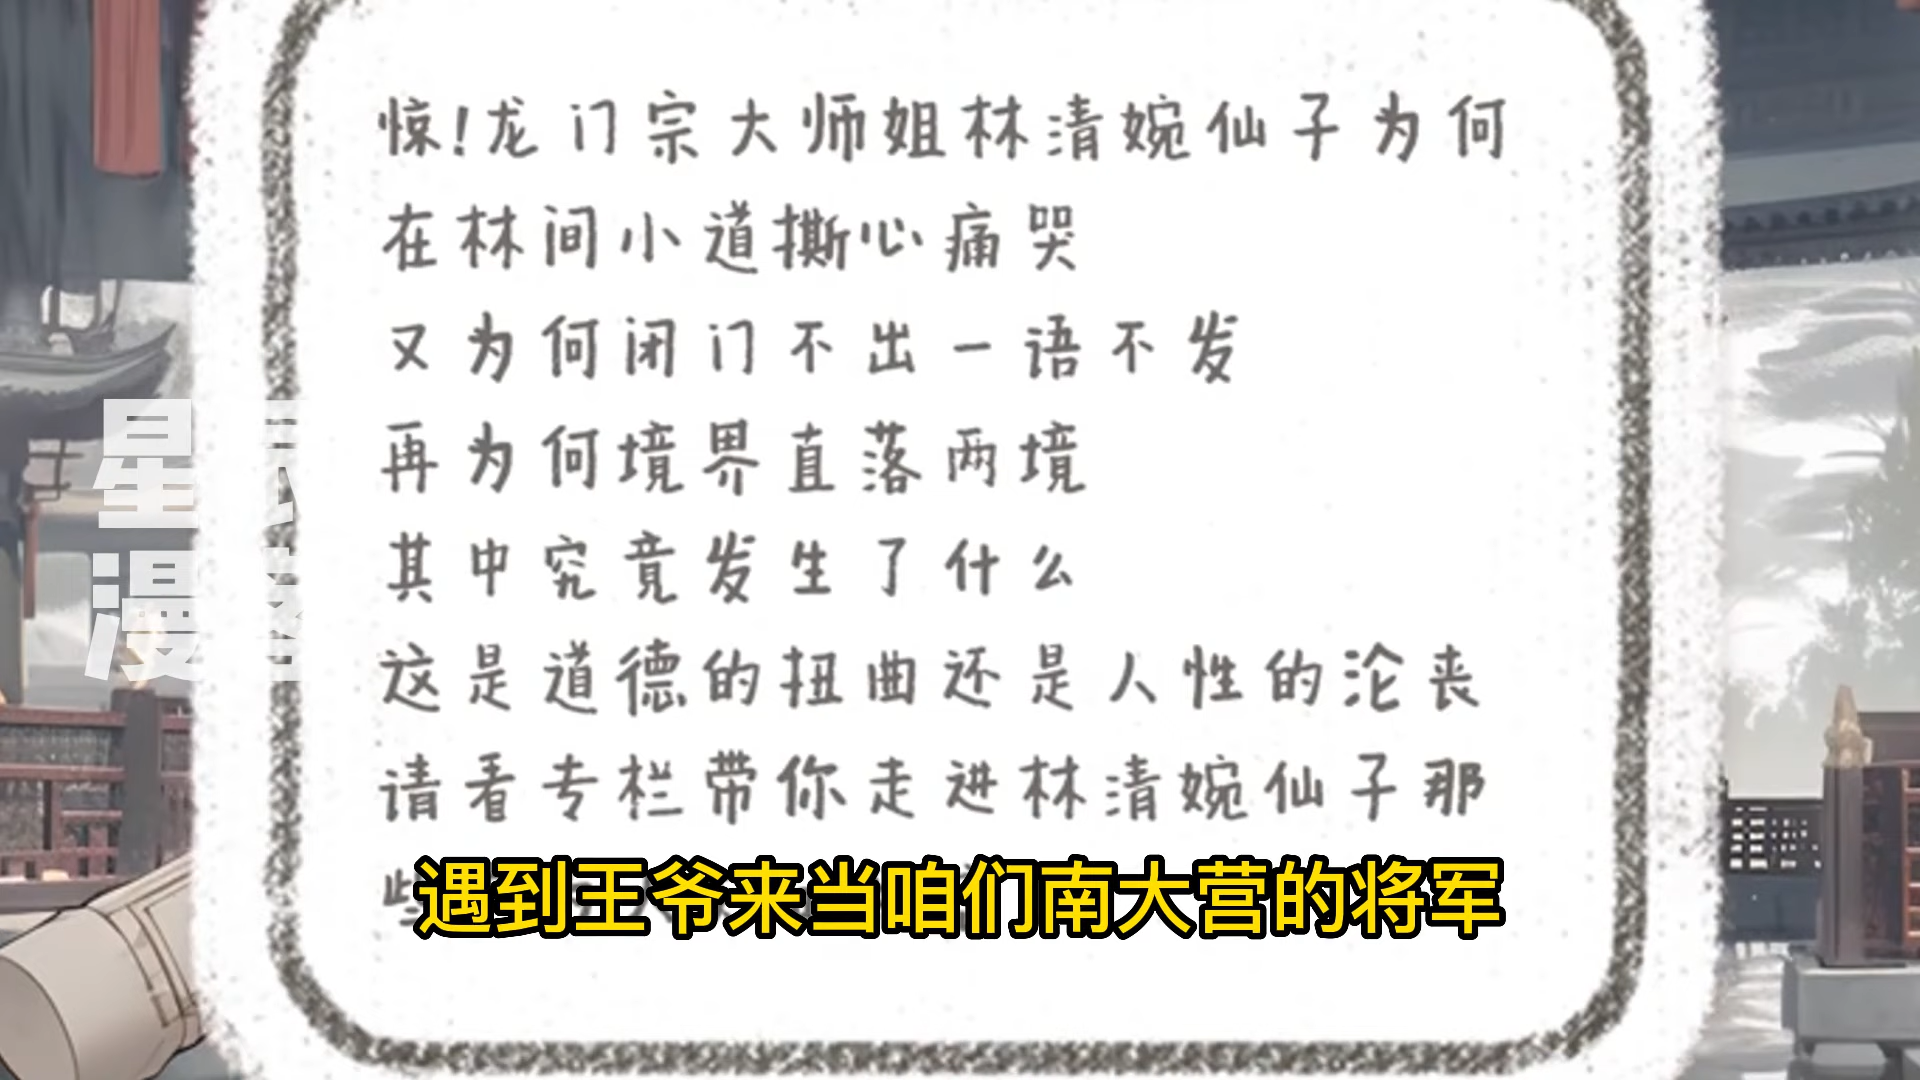 惊!龙门宗大师姐林清婉仙子为何
在林间小道撕心痛哭
又为何闭门不出一语不发
再为何境界直落两境
其中究竟发生了什么
这是道德的扭曲还是人性的沦丧
请看专栏带你走进林清婉仙子那
些
遇到王爷来当咱们南大营的将军
星
漫